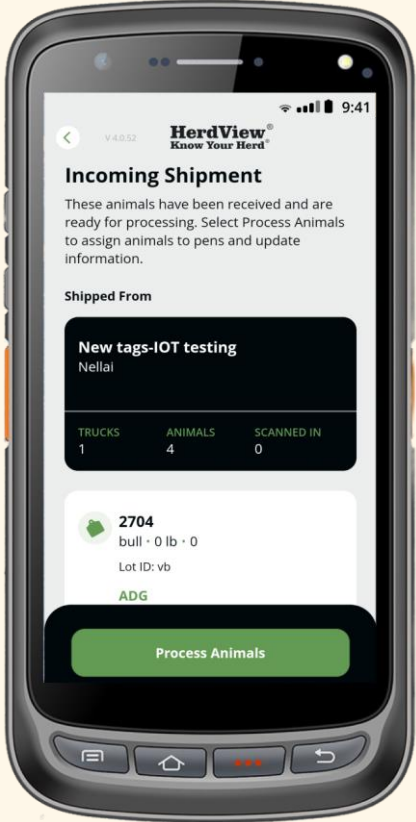 9:41
V 4.0.52
HerdView®
Know Your Herd®
Incoming Shipment
These animals have been received and are
ready for processing. Select Process Animals
to assign animals to pens and update
information.
Shipped From
New tags-IOT testing
Nellai
TRUCKS ANIMALS SCANNED IN
1 4 0
2704
bull · 0 lb · 0
Lot ID: vb
ADG
Process Animals